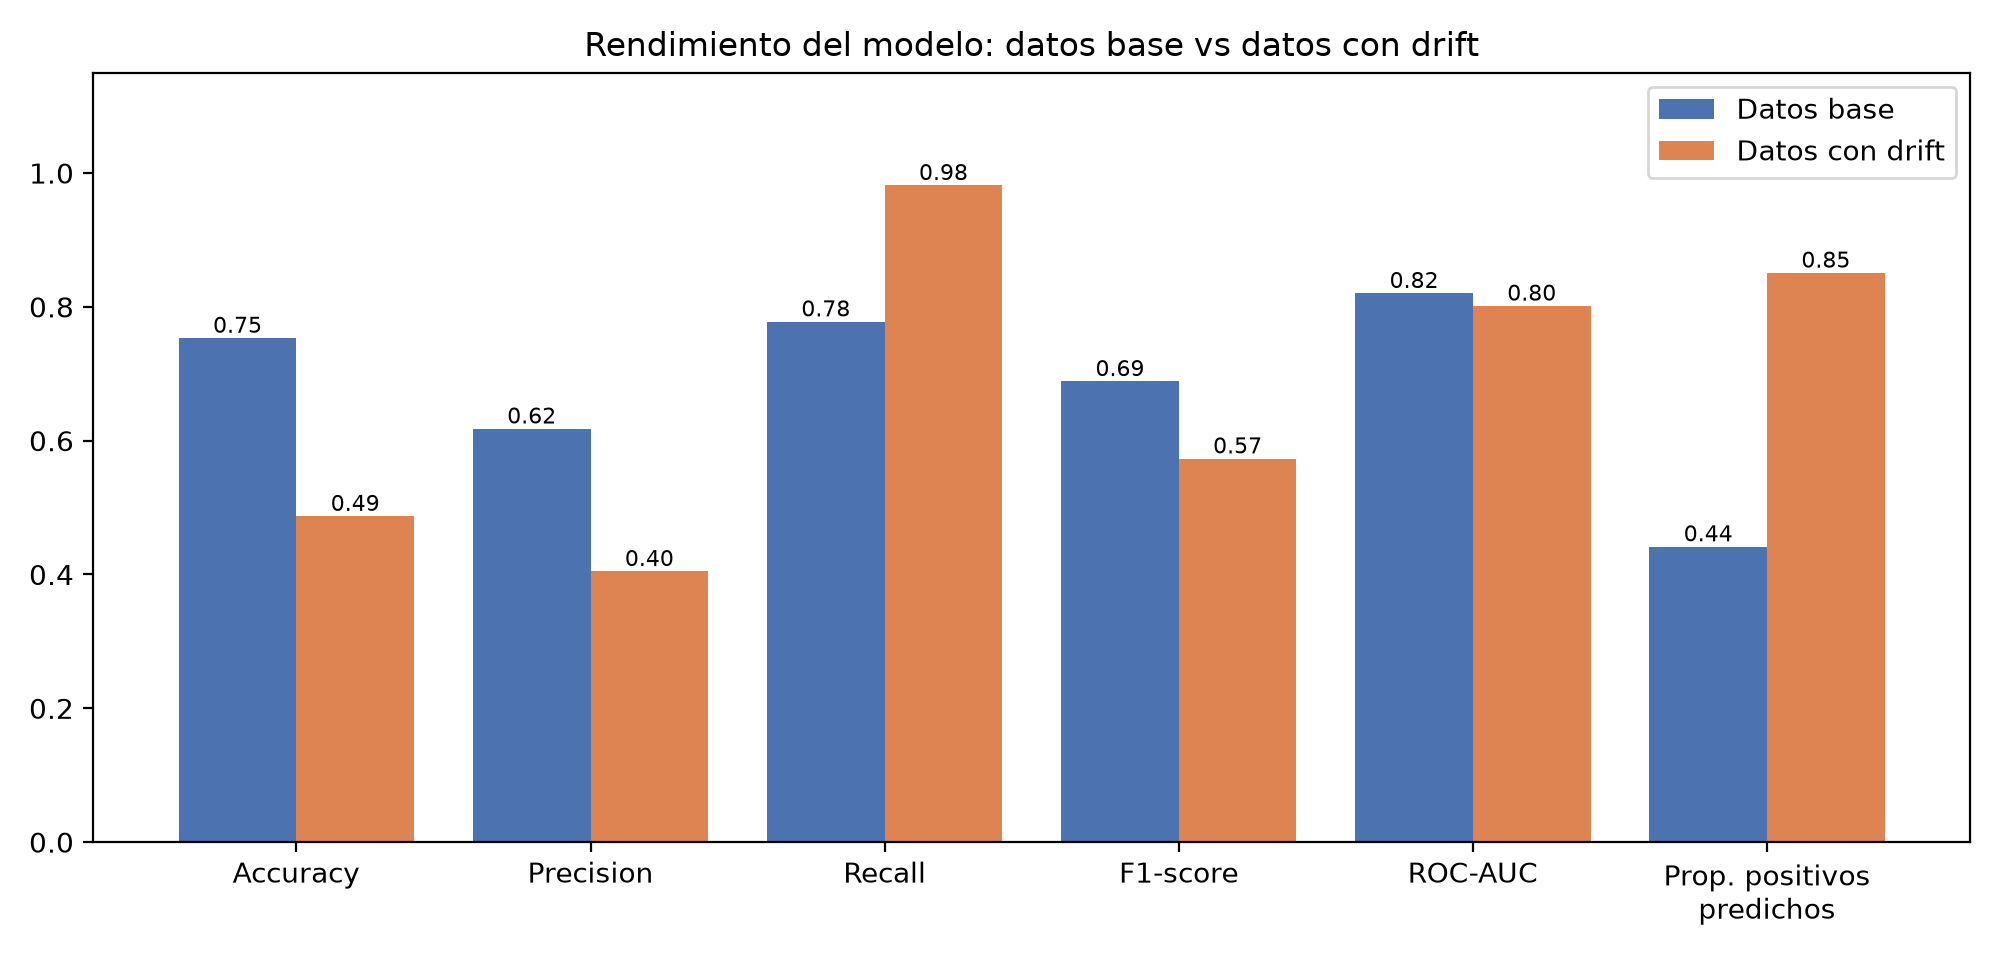 Rendimiento del modelo: datos base vs datos con drift
Datos base
Datos con drift
1.0
0.8
0.6
0.4
0.2
0.0
0.75
0.49
0.62
0.40
0.78
0.98
0.69
0.57
0.82
0.80
0.44
0.85
Accuracy
Precision
Recall
F1-score
ROC-AUC
Prop. positivos
predichos